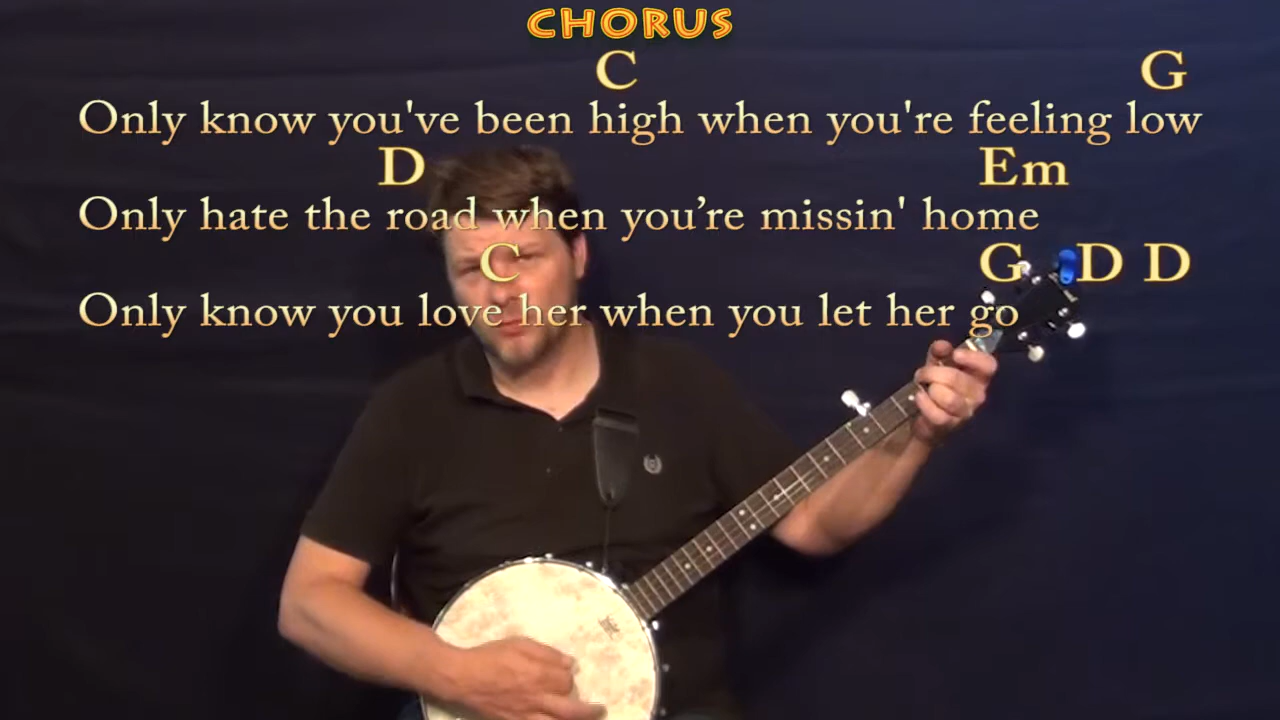 CHORUS
C G
Only know you've been high when you're feeling low
D Em
Only hate the road when you’re missin' home
C G D D
Only know you love her when you let her go